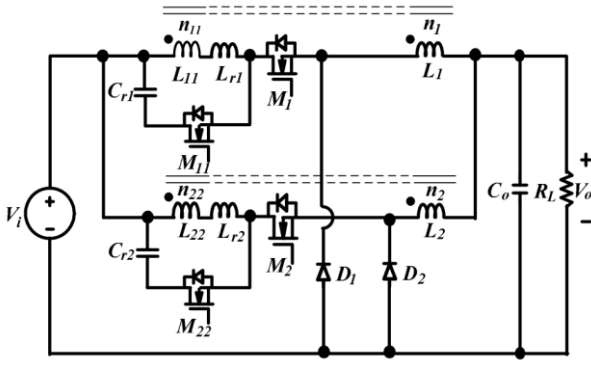 n11 n1
L11 Lr1 M1 L1
Cr1
M11
n22 n2
+ Vi −
L22 Lr2 M2 L2
Cr2
M22
D1 D2
Co RL + Vo −